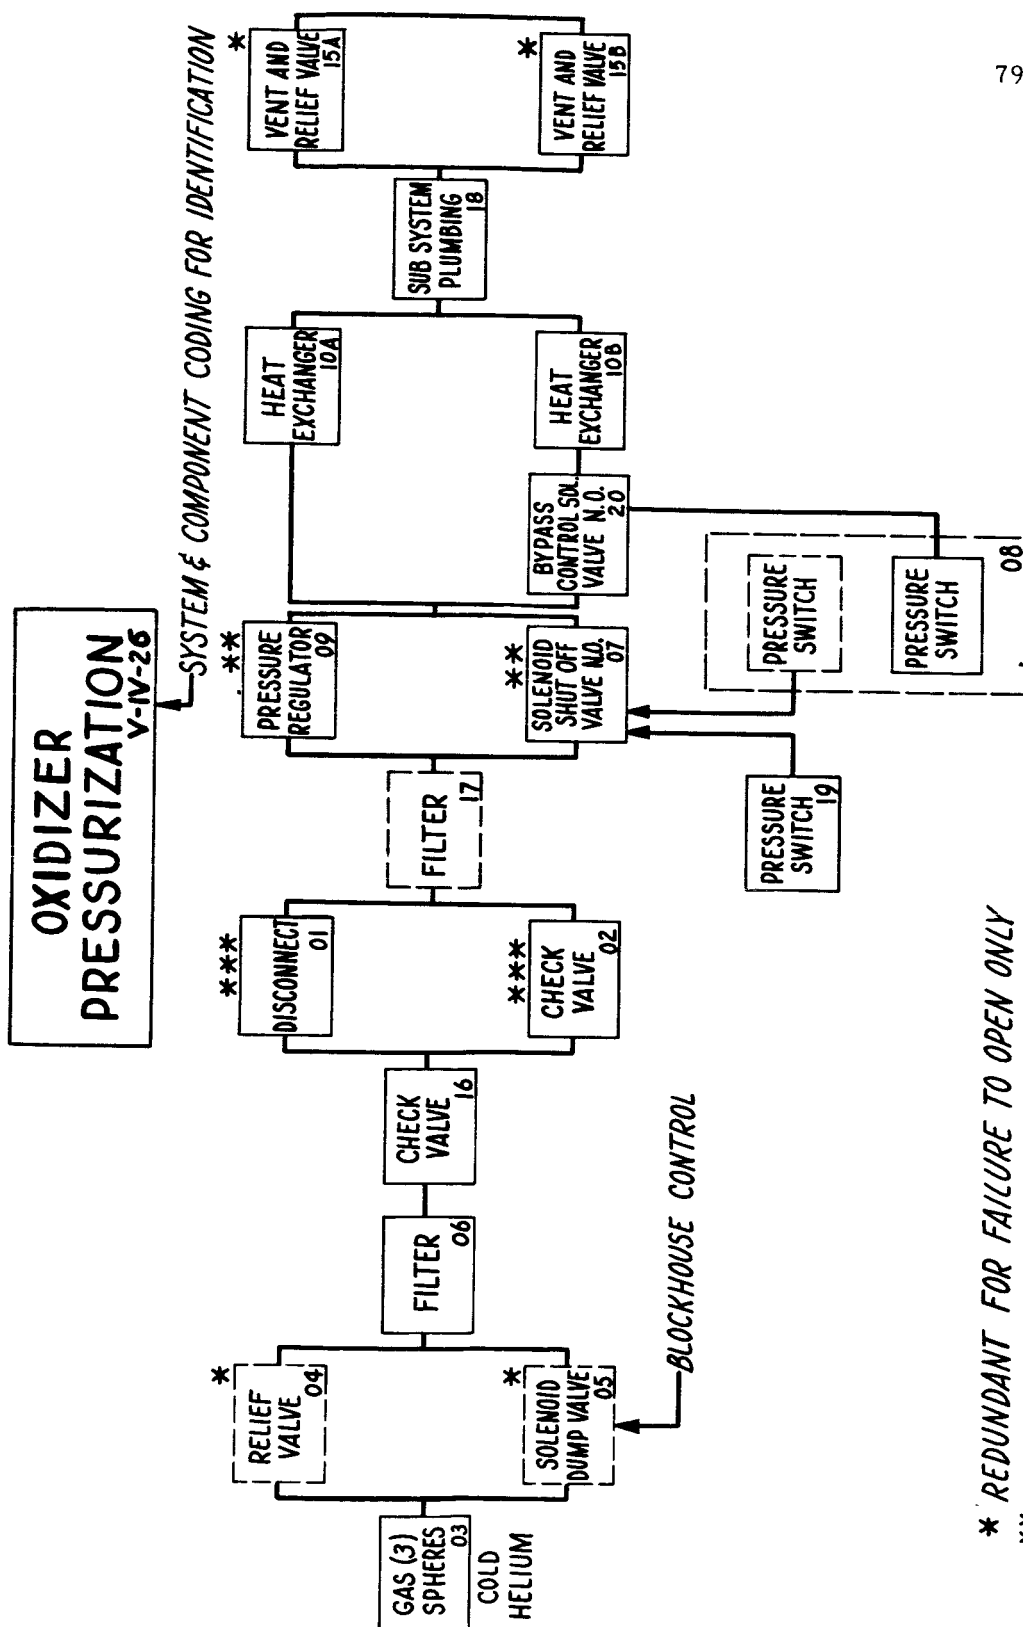 79
OXIDIZER
PRESSURIZATION
V-IV-26
SYSTEM & COMPONENT CODING FOR IDENTIFICATION
GAS (3)
SPHERES
03
COLD
HELIUM
*
RELIEF
VALVE
04
*
SOLENOID
DUMP VALVE
05
BLOCKHOUSE CONTROL
FILTER
06
CHECK
VALVE
16
***
DISCONNECT
01
***
CHECK
VALVE
02
FILTER
17
**
PRESSURE
REGULATOR
09
**
SOLENOID
SHUT OFF
VALVE N.O.
07
PRESSURE
SWITCH
19
PRESSURE
SWITCH
PRESSURE
SWITCH
08
BYPASS
CONTROL SOL.
VALVE N.O.
20
HEAT
EXCHANGER
10A
HEAT
EXCHANGER
10B
SUB SYSTEM
PLUMBING
18
*
VENT AND
RELIEF VALVE
15A
*
VENT AND
RELIEF VALVE
15B
* REDUNDANT FOR FAILURE TO OPEN ONLY